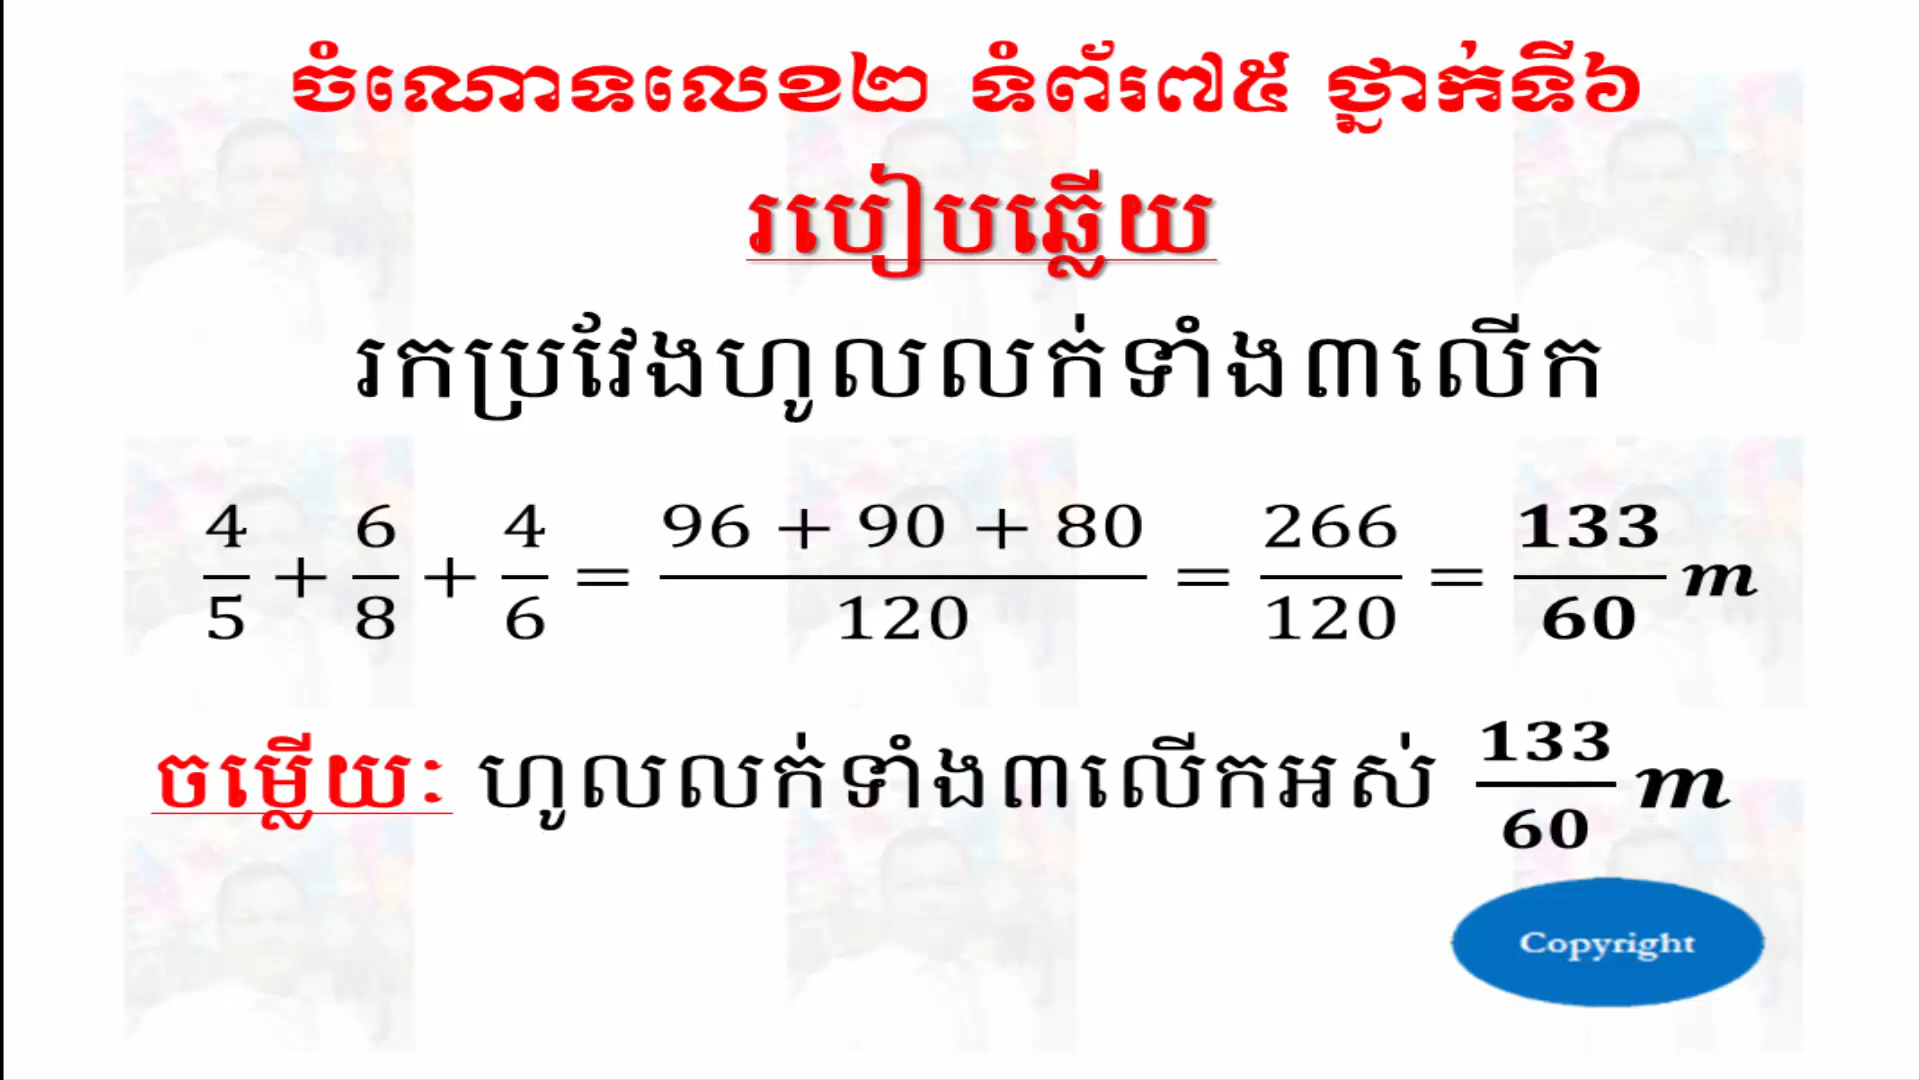 ចំណោទលេខ២ ទំព័រ៧៥ ថ្នាក់ទី៦
របៀបឆ្លើយ
រកប្រវែងហូលលក់ទាំង៣លើក
4/5 + 6/8 + 4/6 = (96 + 90 + 80)/120 = 266/120 = 133/60 m
ចម្លើយៈ ហូលលក់ទាំង៣លើកអស់ 133/60 m
Copyright